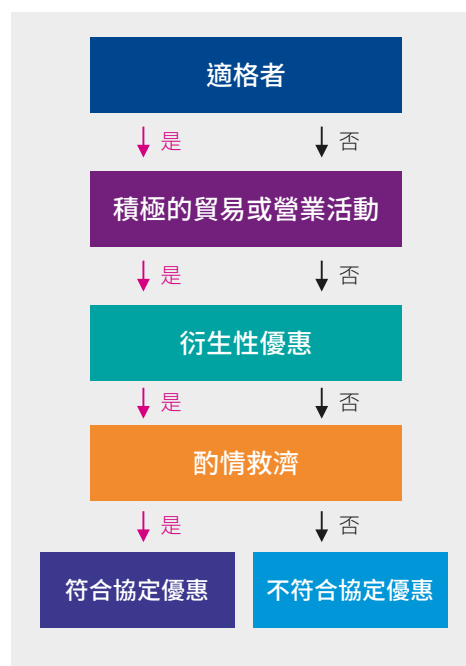 適格者
是 否
積極的貿易或營業活動
是 否
衍生性優惠
是 否
酌情救濟
是 否
符合協定優惠 不符合協定優惠